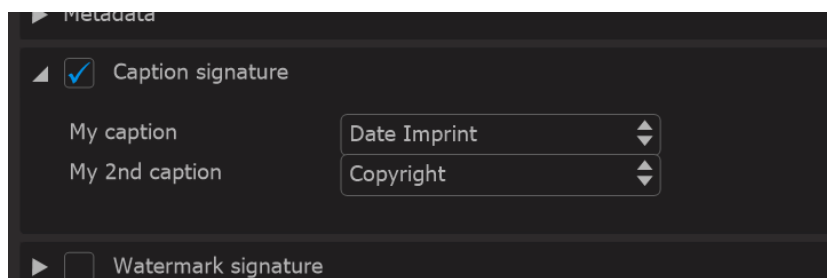 Metadata
Caption signature
My caption Date Imprint
My 2nd caption Copyright
Watermark signature